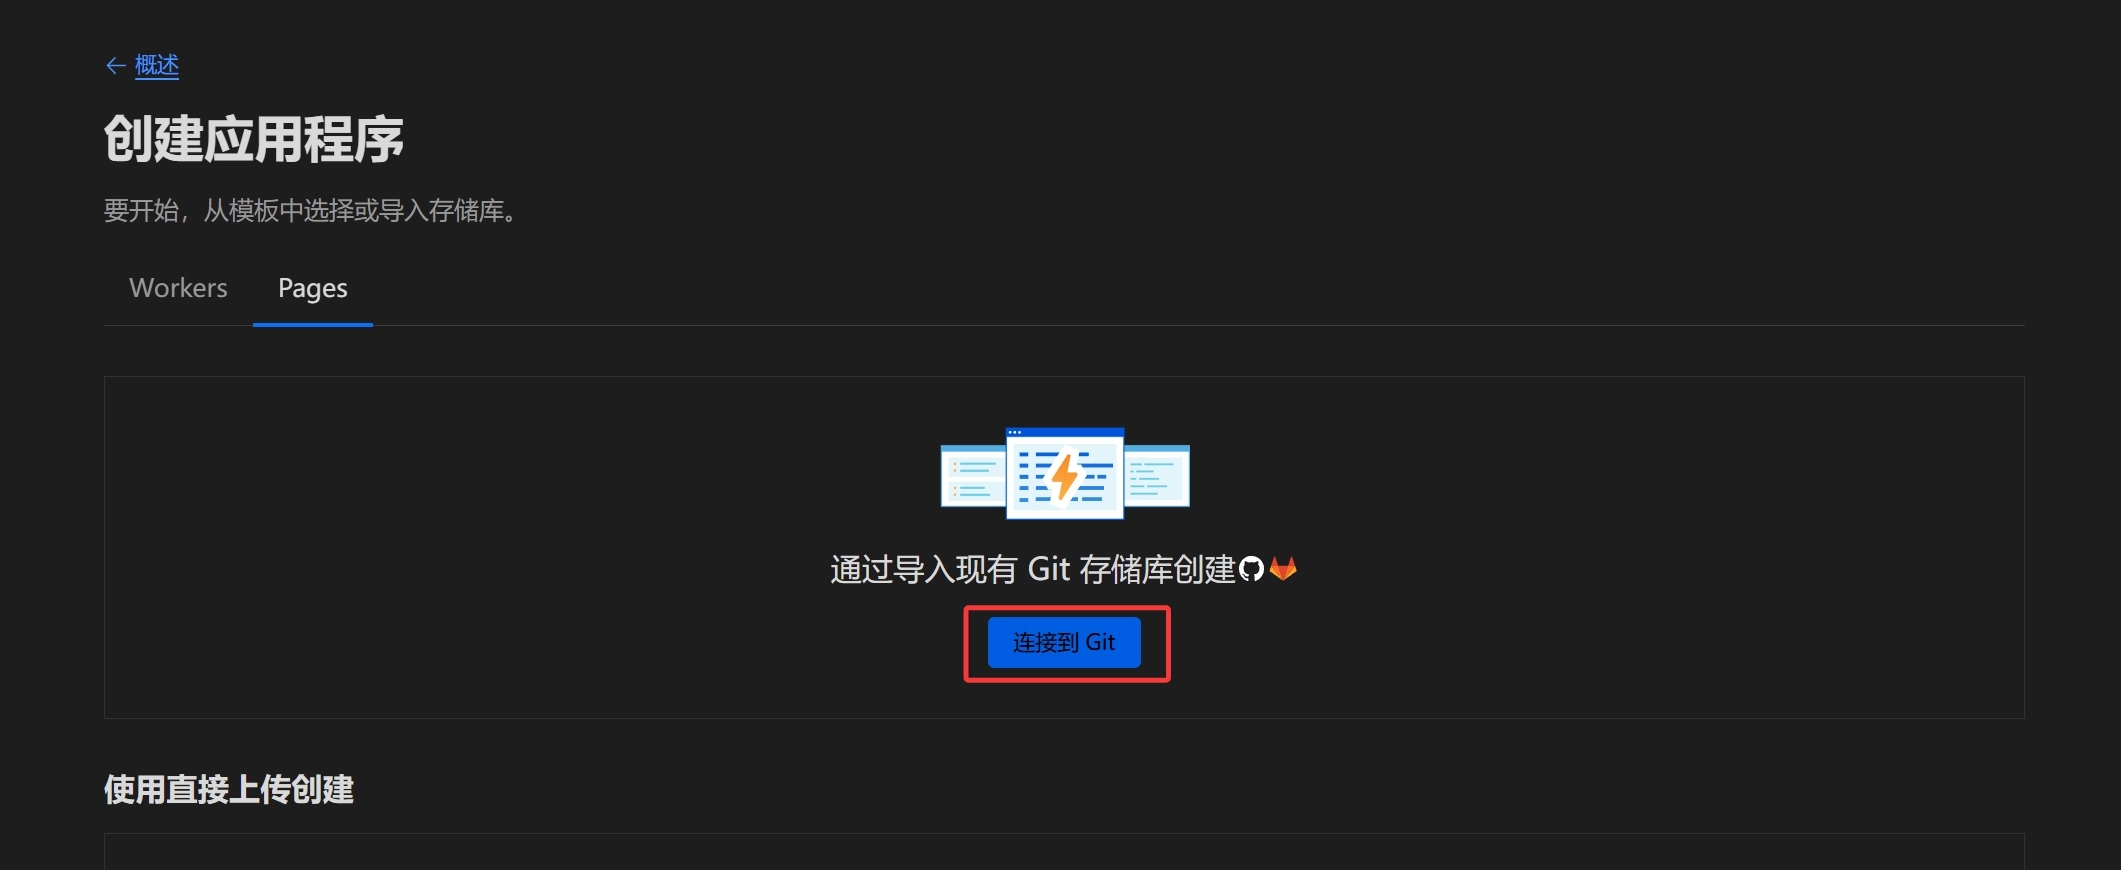 ← 概述
创建应用程序
要开始，从模板中选择或导入存储库。
Workers Pages
通过导入现有 Git 存储库创建
连接到 Git
使用直接上传创建